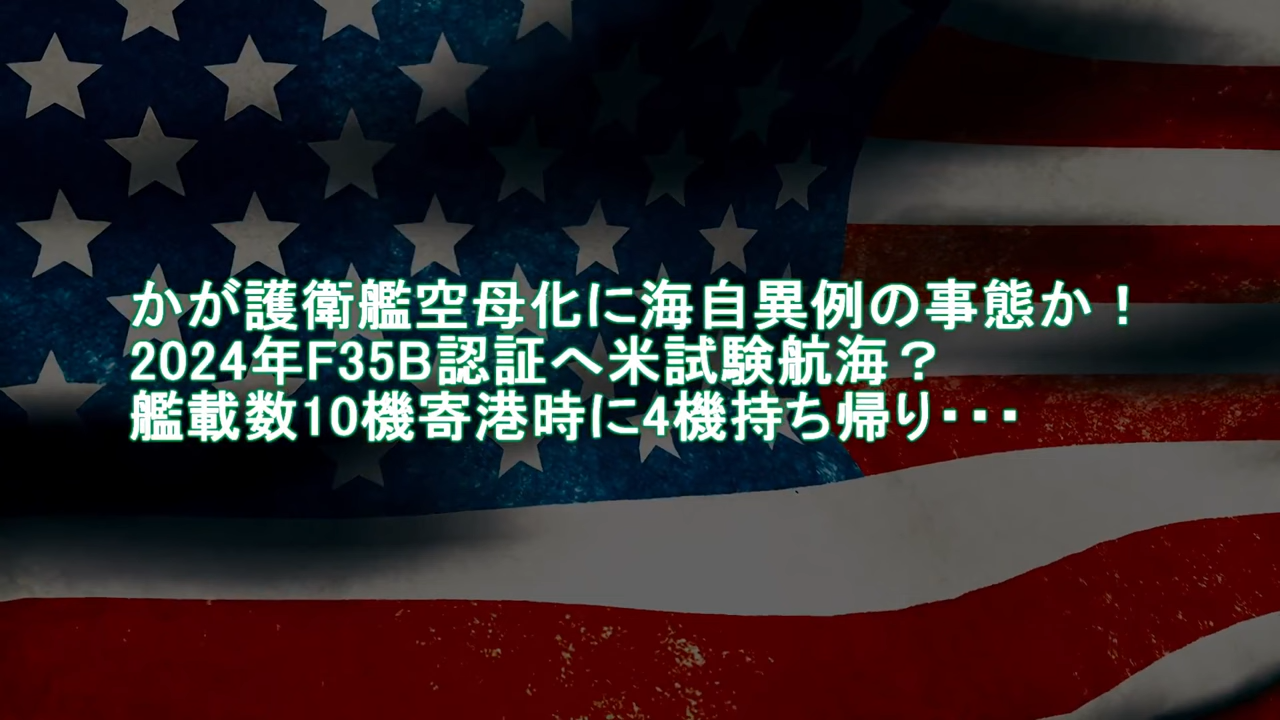 かが護衛艦空母化に海自異例の事態か！
2024年F35B認証へ米試験航海？
艦載数10機寄港時に4機持ち帰り・・・